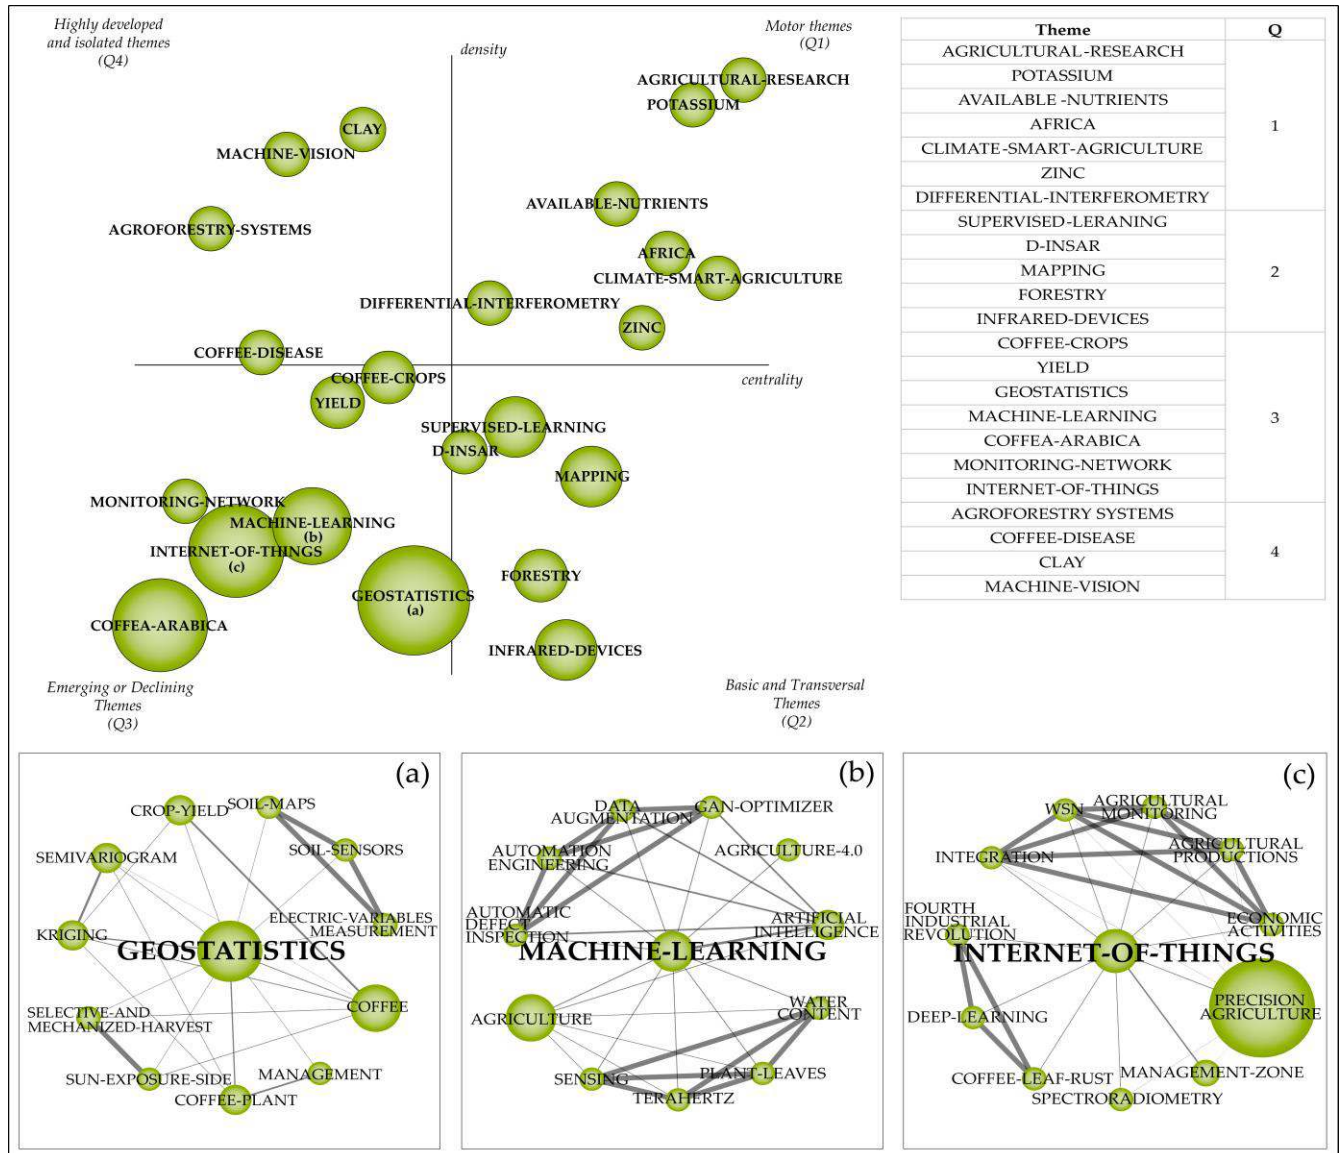 Highly developed
and isolated themes
(Q4)
density
Motor themes
(Q1)
AGRICULTURAL-RESEARCH
POTASSIUM
CLAY
MACHINE-VISION
AVAILABLE-NUTRIENTS
AGROFORESTRY-SYSTEMS
AFRICA
CLIMATE-SMART-AGRICULTURE
DIFFERENTIAL-INTERFEROMETRY
ZINC
COFFEE-DISEASE
COFFEE-CROPS
centrality
YIELD
SUPERVISED-LEARNING
D-INSAR
MAPPING
MONITORING-NETWORK
MACHINE-LEARNING
(b)
INTERNET-OF-THINGS
(c)
FORESTRY
GEOSTATISTICS
(a)
COFFEA-ARABICA
INFRARED-DEVICES
Emerging or Declining
Themes
(Q3)
Basic and Transversal
Themes
(Q2)
Theme Q
AGRICULTURAL-RESEARCH
POTASSIUM
AVAILABLE -NUTRIENTS
AFRICA
1
CLIMATE-SMART-AGRICULTURE
ZINC
DIFFERENTIAL-INTERFEROMETRY
SUPERVISED-LERANING
D-INSAR
MAPPING
2
FORESTRY
INFRARED-DEVICES
COFFEE-CROPS
YIELD
GEOSTATISTICS
MACHINE-LEARNING
3
COFFEA-ARABICA
MONITORING-NETWORK
INTERNET-OF-THINGS
AGROFORESTRY SYSTEMS
COFFEE-DISEASE
4
CLAY
MACHINE-VISION
(a)
CROP-YIELD
SOIL-MAPS
SEMIVARIOGRAM
SOIL-SENSORS
ELECTRIC-VARIABLES
MEASUREMENT
KRIGING
GEOSTATISTICS
COFFEE
SELECTIVE-AND
MECHANIZED-HARVEST
SUN-EXPOSURE-SIDE
MANAGEMENT
COFFEE-PLANT
(b)
DATA
AUGMENTATION
GAN-OPTIMIZER
AUTOMATION
ENGINEERING
AGRICULTURE-4.0
AUTOMATIC
DEFECT
INSPECTION
ARTIFICIAL
INTELLIGENCE
MACHINE-LEARNING
AGRICULTURE
WATER
CONTENT
SENSING
PLANT-LEAVES
TERAHERTZ
(c)
WSN
AGRICULTURAL
MONITORING
INTEGRATION
AGRICULTURAL
PRODUCTIONS
FOURTH
INDUSTRIAL
REVOLUTION
ECONOMIC
ACTIVITIES
INTERNET-OF-THINGS
PRECISION
AGRICULTURE
DEEP-LEARNING
COFFEE-LEAF-RUST
MANAGEMENT-ZONE
SPECTRORADIOMETRY